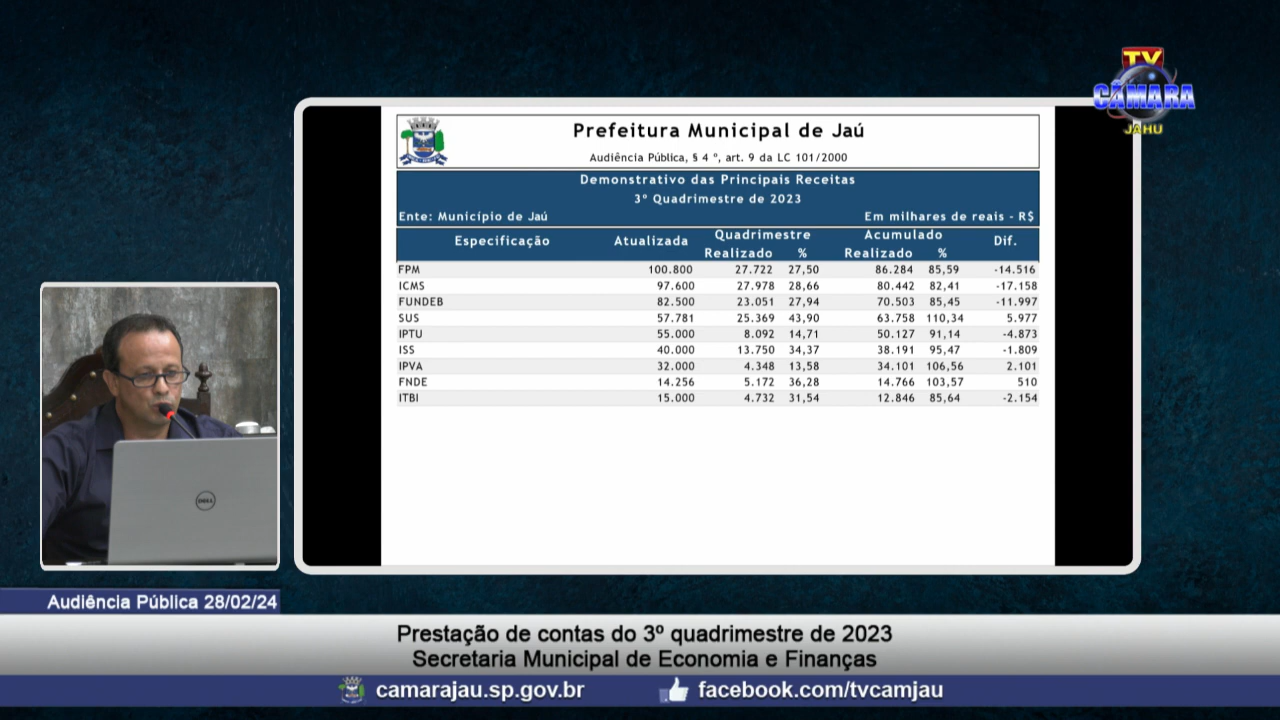 TV
CÂMARA
JAHU
Prefeitura Municipal de Jaú
Audiência Pública, § 4 º, art. 9 da LC 101/2000
Demonstrativo das Principais Receitas
3º Quadrimestre de 2023
Ente: Município de Jaú Em milhares de reais - R$
Especificação Atualizada Quadrimestre Acumulado Dif.
Realizado % Realizado %
FPM 100.800 27.722 27,50 86.284 85,59 -14.516
ICMS 97.600 27.978 28,66 80.442 82,41 -17.158
FUNDEB 82.500 23.051 27,94 70.503 85,45 -11.997
SUS 57.781 25.369 43,90 63.758 110,34 5.977
IPTU 55.000 8.092 14,71 50.127 91,14 -4.873
ISS 40.000 13.750 34,37 38.191 95,47 -1.809
IPVA 32.000 4.348 13,58 34.101 106,56 2.101
FNDE 14.256 5.172 36,28 14.766 103,57 510
ITBI 15.000 4.732 31,54 12.846 85,64 -2.154
DELL
Audiência Pública 28/02/24
Prestação de contas do 3º quadrimestre de 2023
Secretaria Municipal de Economia e Finanças
camarajau.sp.gov.br facebook.com/tvcamjau